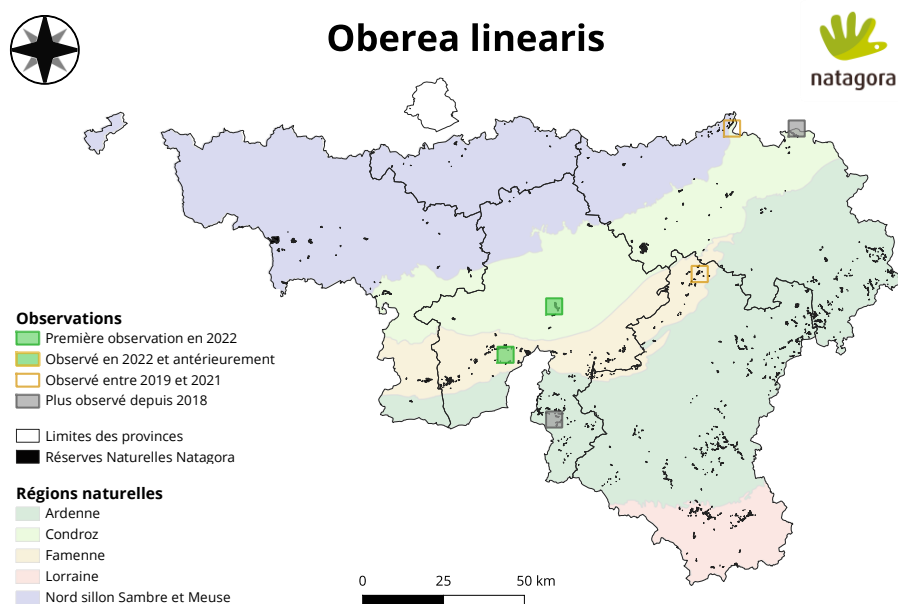 Oberea linearis
natagora
Observations
Première observation en 2022
Observé en 2022 et antérieurement
Observé entre 2019 et 2021
Plus observé depuis 2018
Limites des provinces
Réserves Naturelles Natagora
Régions naturelles
Ardenne
Condroz
Famenne
Lorraine
Nord sillon Sambre et Meuse
0 25 50 km